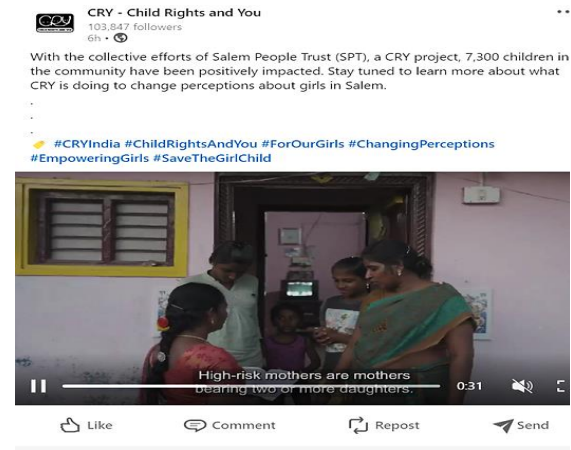 CRY - Child Rights and You
103,847 followers
6h •
With the collective efforts of Salem People Trust (SPT), a CRY project, 7,300 children in
the community have been positively impacted. Stay tuned to learn more about what
CRY is doing to change perceptions about girls in Salem.
.
.
.
#CRYIndia #ChildRightsAndYou #ForOurGirls #ChangingPerceptions
#EmpoweringGirls #SaveTheGirlChild
High-risk mothers are mothers
bearing two or more daughters.
0:31
Like Comment Repost Send